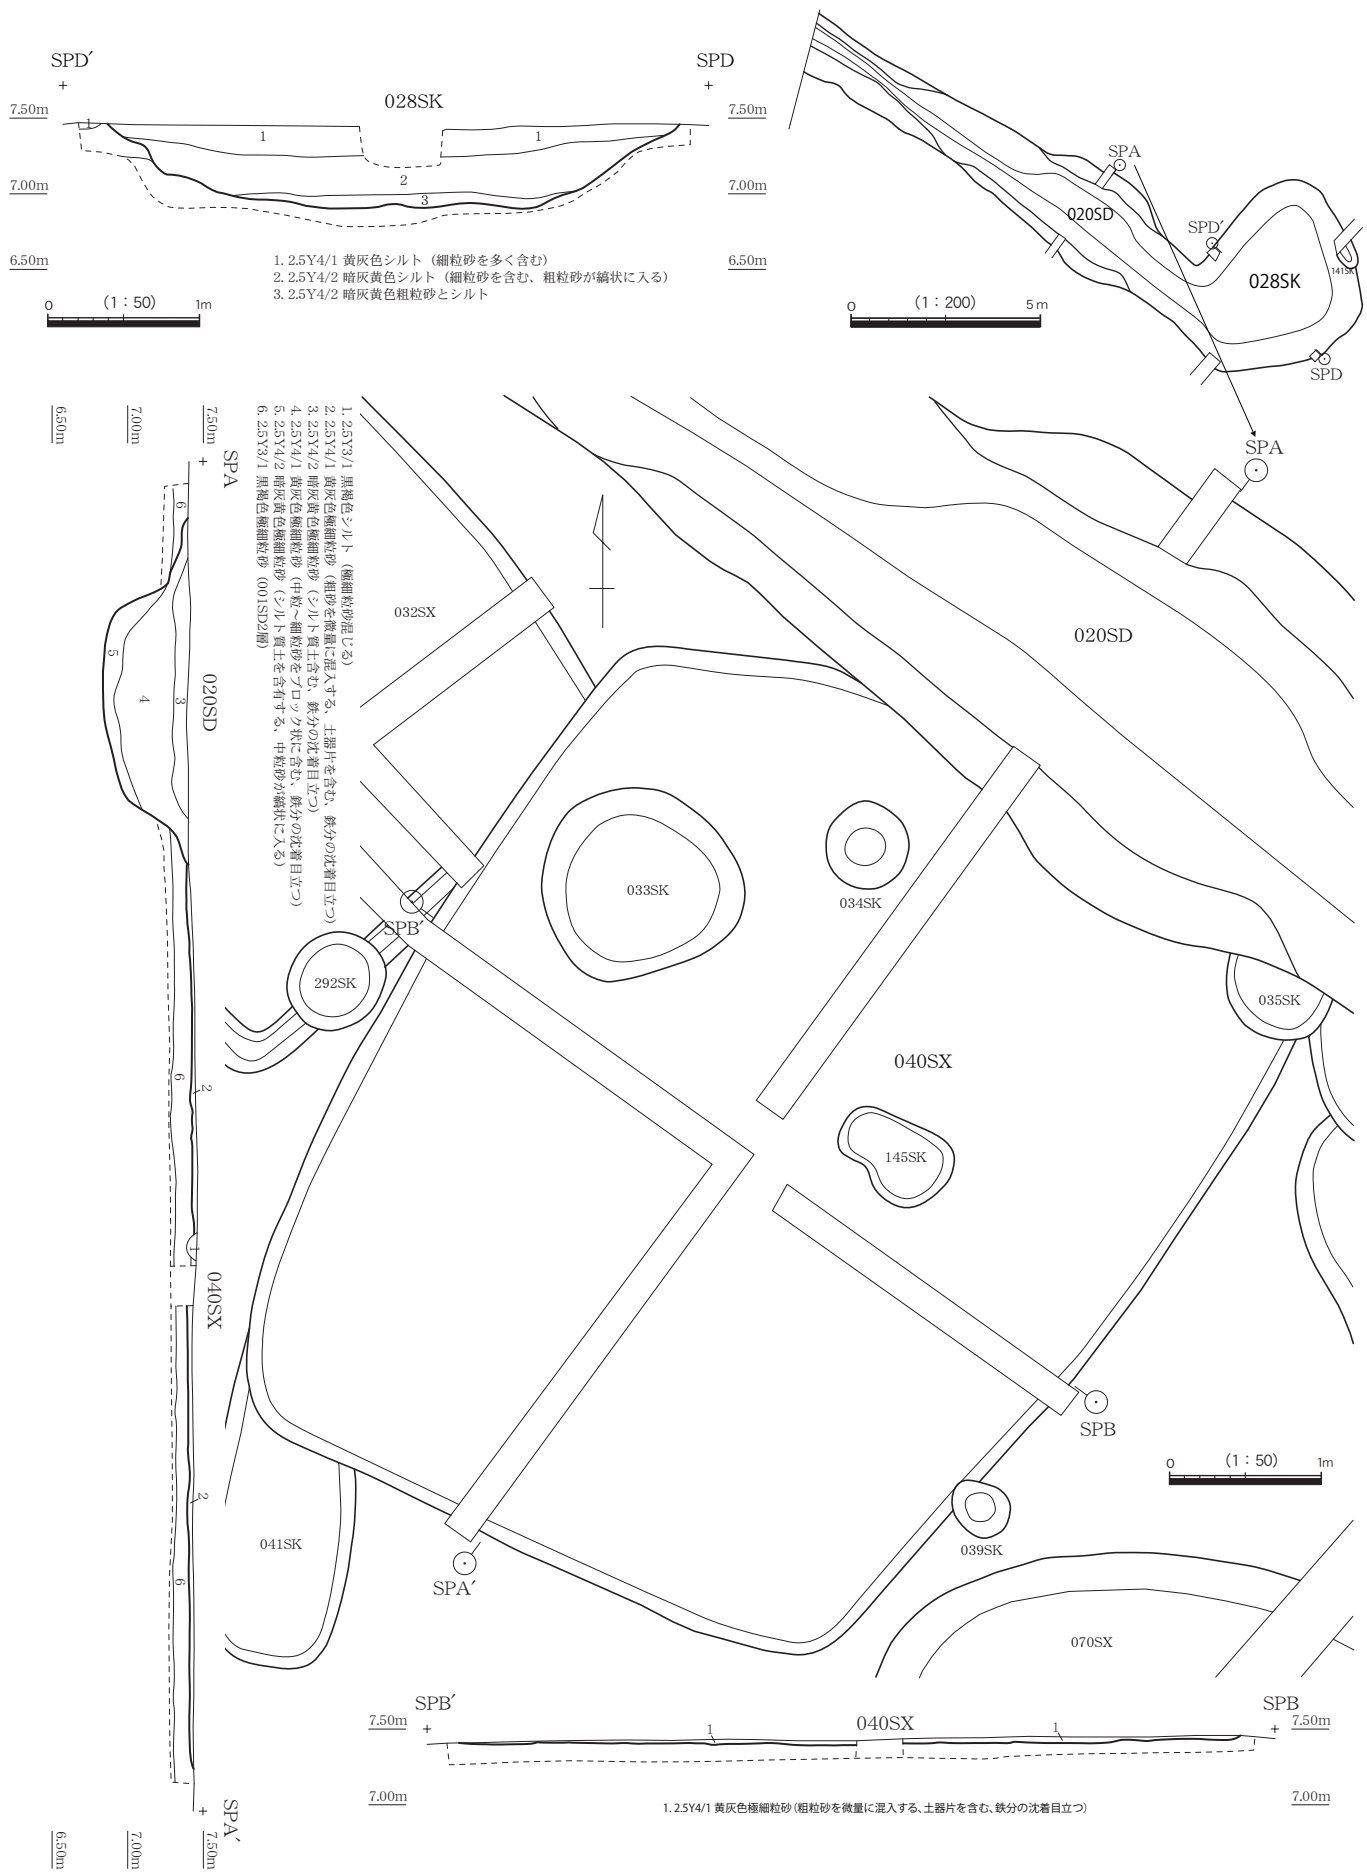 SPD′
SPD
7.50m
028SK
7.50m
1
1
1
2
7.00m
7.00m
3
6.50m
6.50m
1. 2.5Y4/1 黄灰色シルト（細粒砂を多く含む）
2. 2.5Y4/2 暗灰黄色シルト（細粒砂を含む、粗粒砂が縞状に入る）
3. 2.5Y4/2 暗灰黄色粗粒砂とシルト
0 （1：50） 1m
SPA
020SD
SPD′
141SK
028SK
SPD
0 （1：200） 5m
6.50m
7.00m
7.50m
SPA
1. 2.5Y3/1 黒褐色シルト（極細粒砂混じる）
2. 2.5Y4/1 黄灰色極細粒砂（粗砂を微量に混入する、土器片を含む、鉄分の沈着目立つ）
3. 2.5Y4/2 暗灰黄色極細粒砂（シルト質土含む、鉄分の沈着目立つ）
4. 2.5Y4/1 黄灰色極細粒砂（中粒～細粒砂をブロック状に含む、鉄分の沈着目立つ）
5. 2.5Y4/2 暗灰黄色極細粒砂（シルト質土を含有する、中粒砂が縞状に入る）
6. 2.5Y3/1 黒褐色極細粒砂（001SD2層）
6
5
4
3
020SD
6
2
1
040SX
2
6
SPA′
6.50m
7.00m
7.50m
SPA
032SX
020SD
033SK
034SK
SPB′
292SK
035SK
040SX
145SK
SPB
0 （1：50） 1m
041SK
SPA′
039SK
070SX
SPB′
SPB
7.50m
040SX
7.50m
1
1
7.00m
7.00m
1. 2.5Y4/1 黄灰色極細粒砂（粗粒砂を微量に混入する、土器片を含む、鉄分の沈着目立つ）